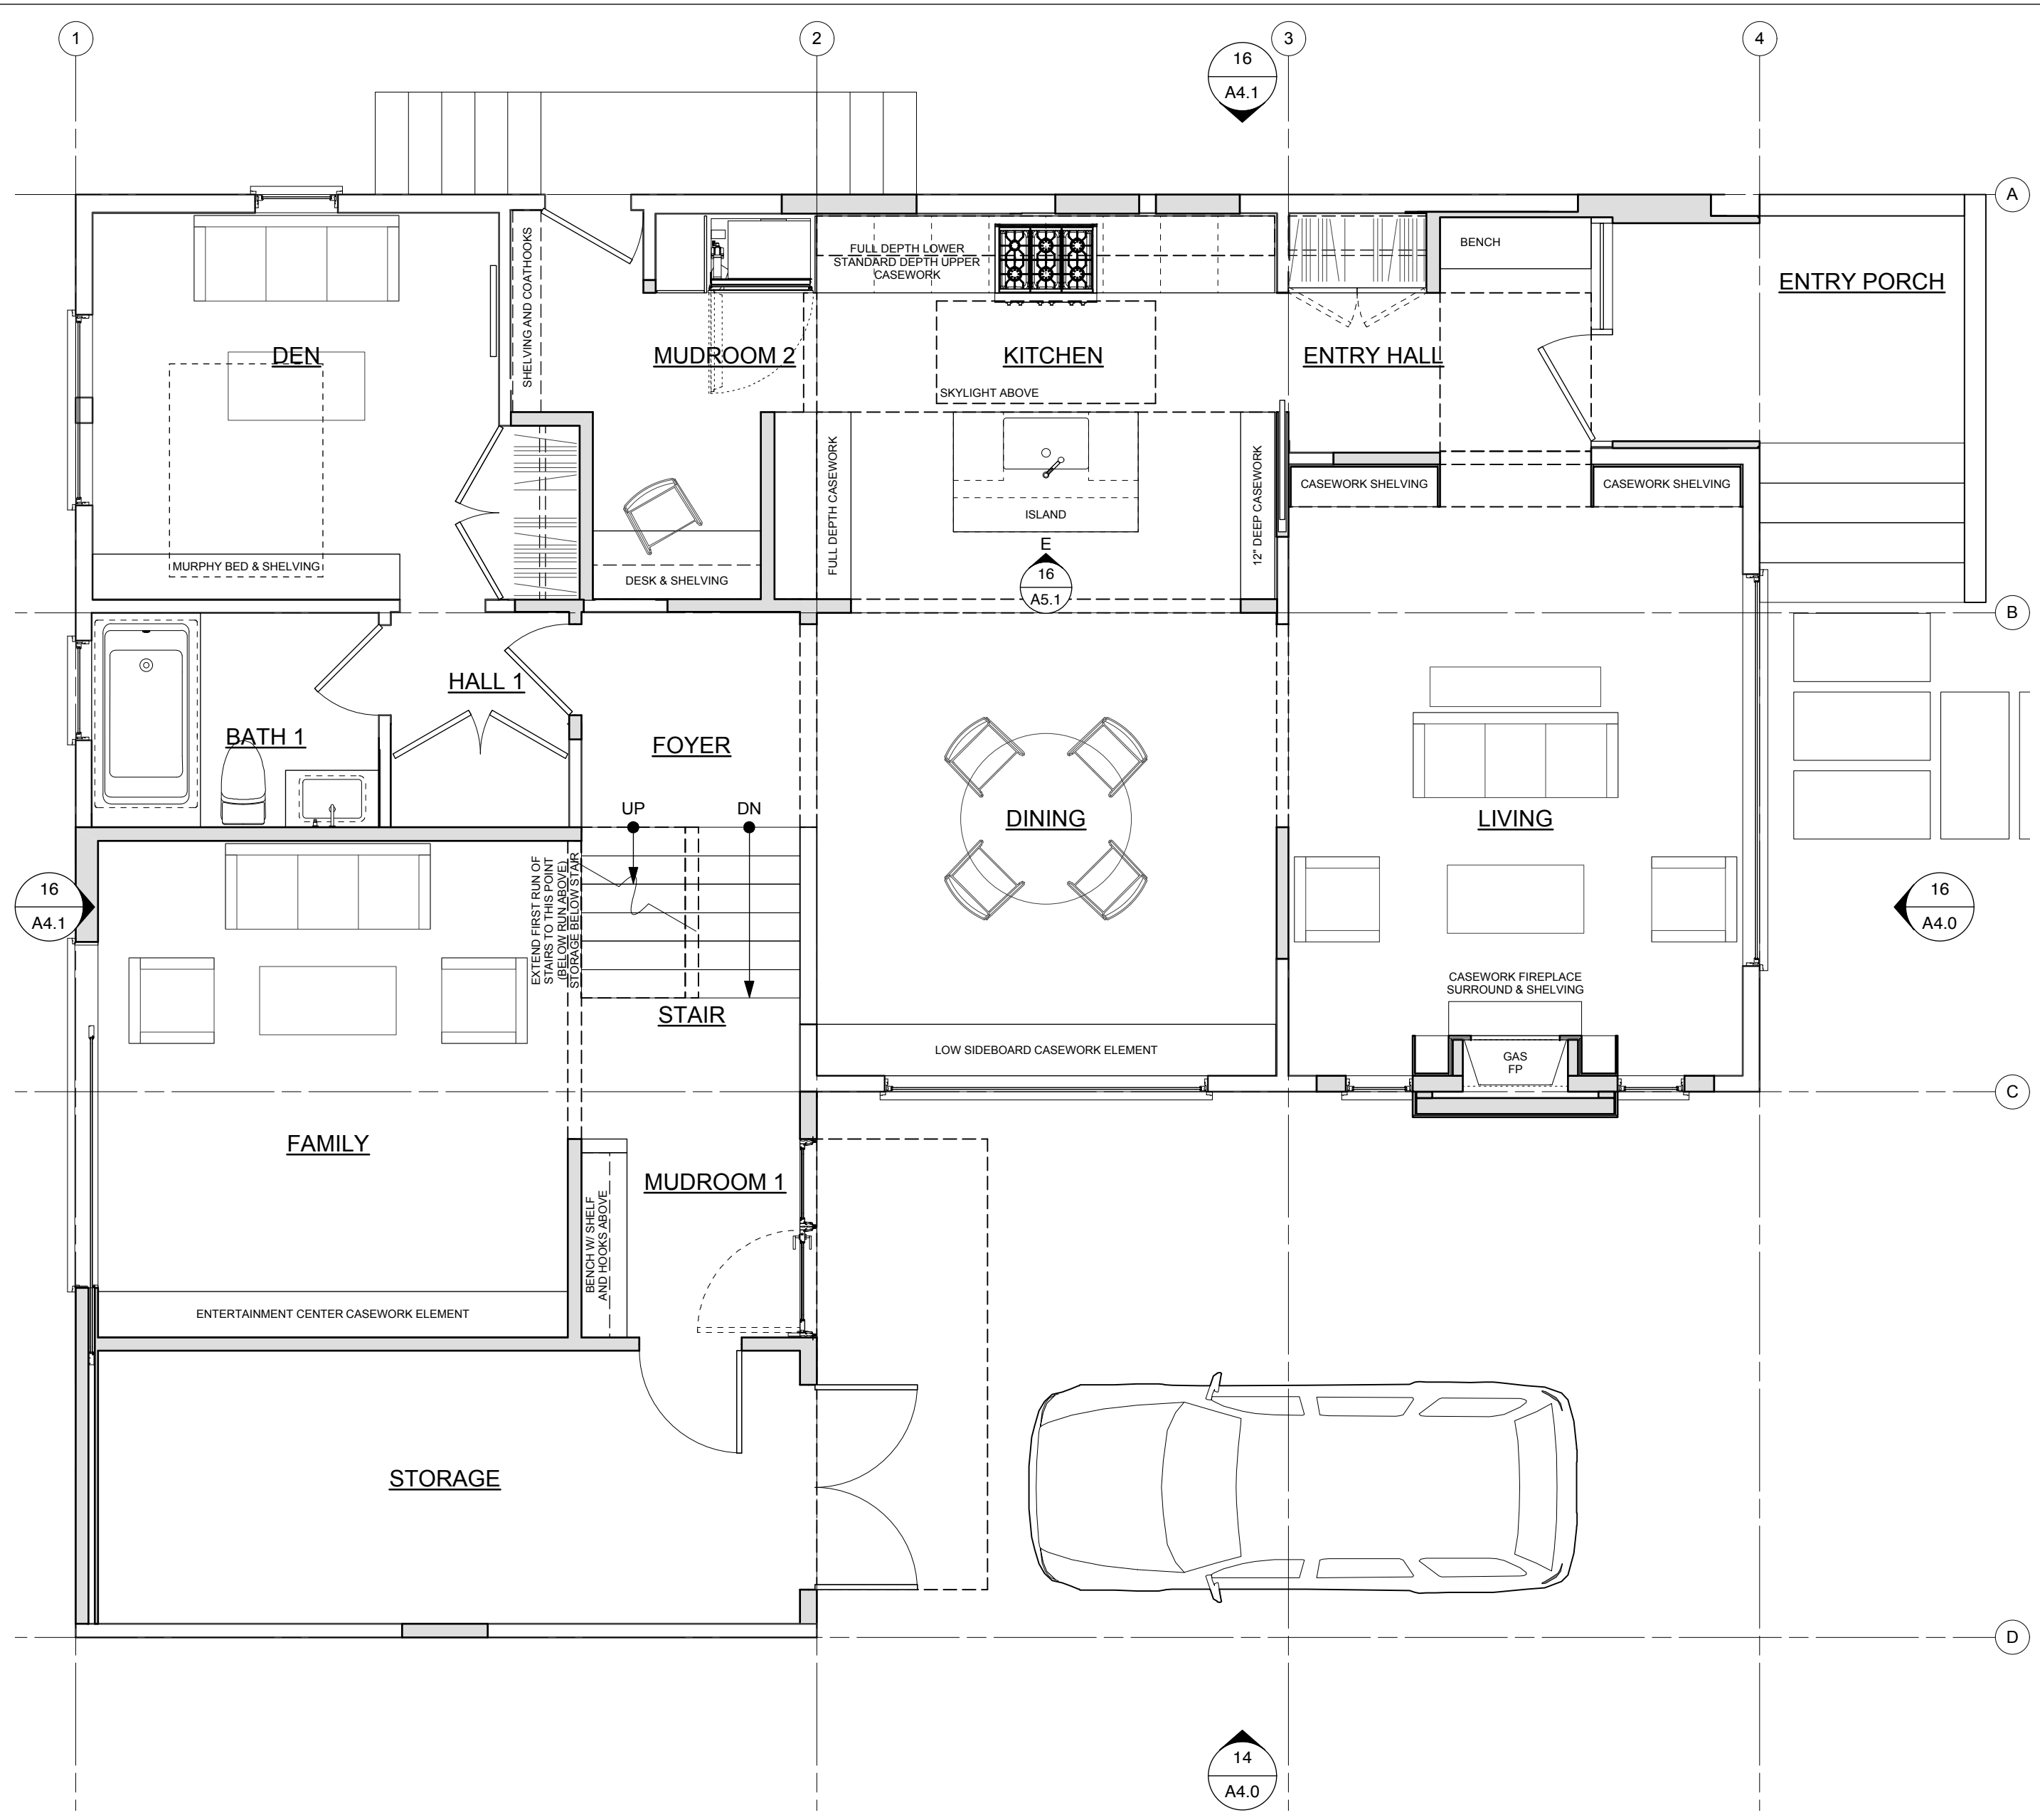 1
2
3
4
16
A4.1
A
SHELVING AND COATHOOKS
FULL DEPTH LOWER
STANDARD DEPTH UPPER
CASEWORK
BENCH
ENTRY PORCH
DEN
MUDROOM 2
KITCHEN
ENTRY HALL
SKYLIGHT ABOVE
FULL DEPTH CASEWORK
12" DEEP CASEWORK
CASEWORK SHELVING
CASEWORK SHELVING
ISLAND
E
16
A5.1
MURPHY BED & SHELVING
DESK & SHELVING
B
HALL 1
BATH 1
FOYER
UP
DN
DINING
LIVING
EXTEND FIRST RUN OF
STAIRS TO THIS POINT
(BELOW RUN ABOVE)
STORAGE BELOW STAIR
16
A4.1
16
A4.0
STAIR
CASEWORK FIREPLACE
SURROUND & SHELVING
LOW SIDEBOARD CASEWORK ELEMENT
GAS
FP
C
FAMILY
MUDROOM 1
BENCH W/ SHELF
AND HOOKS ABOVE
ENTERTAINMENT CENTER CASEWORK ELEMENT
STORAGE
D
14
A4.0